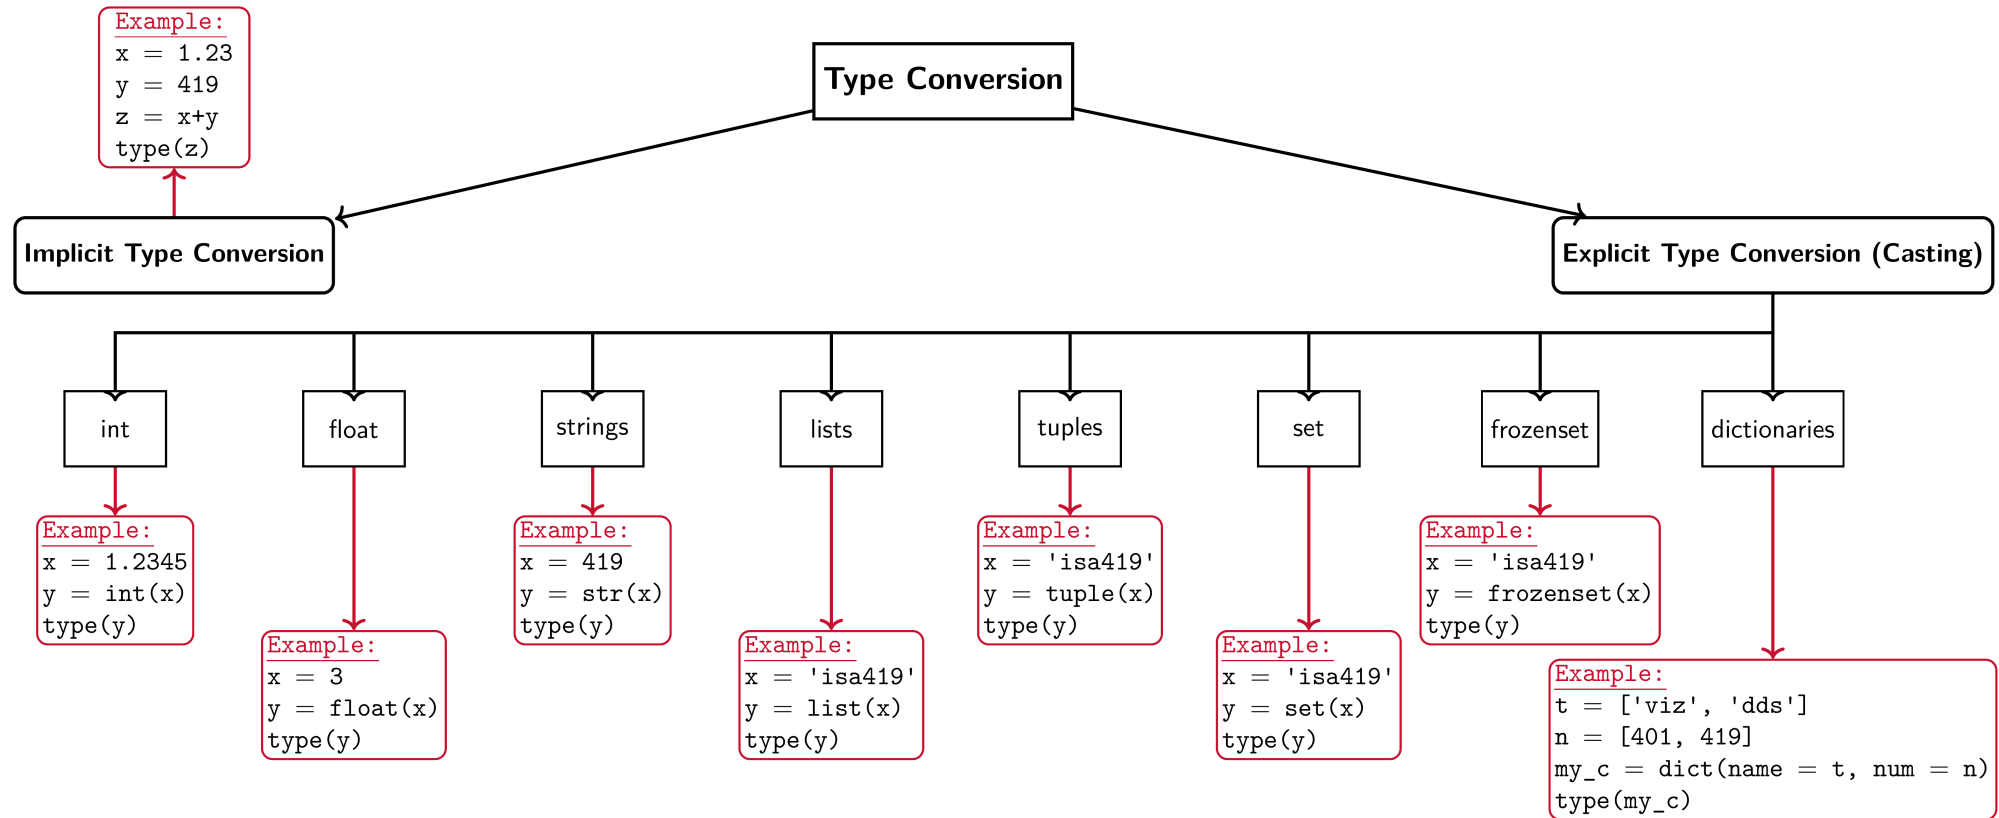 Example:
x = 1.23
y = 419
z = x+y
type(z)
Type Conversion
Implicit Type Conversion
Explicit Type Conversion (Casting)
int
float
strings
lists
tuples
set
frozenset
dictionaries
Example:
x = 1.2345
y = int(x)
type(y)
Example:
x = 3
y = float(x)
type(y)
Example:
x = 419
y = str(x)
type(y)
Example:
x = 'isa419'
y = list(x)
type(y)
Example:
x = 'isa419'
y = tuple(x)
type(y)
Example:
x = 'isa419'
y = set(x)
type(y)
Example:
x = 'isa419'
y = frozenset(x)
type(y)
Example:
t = ['viz', 'dds']
n = [401, 419]
my_c = dict(name = t, num = n)
type(my_c)